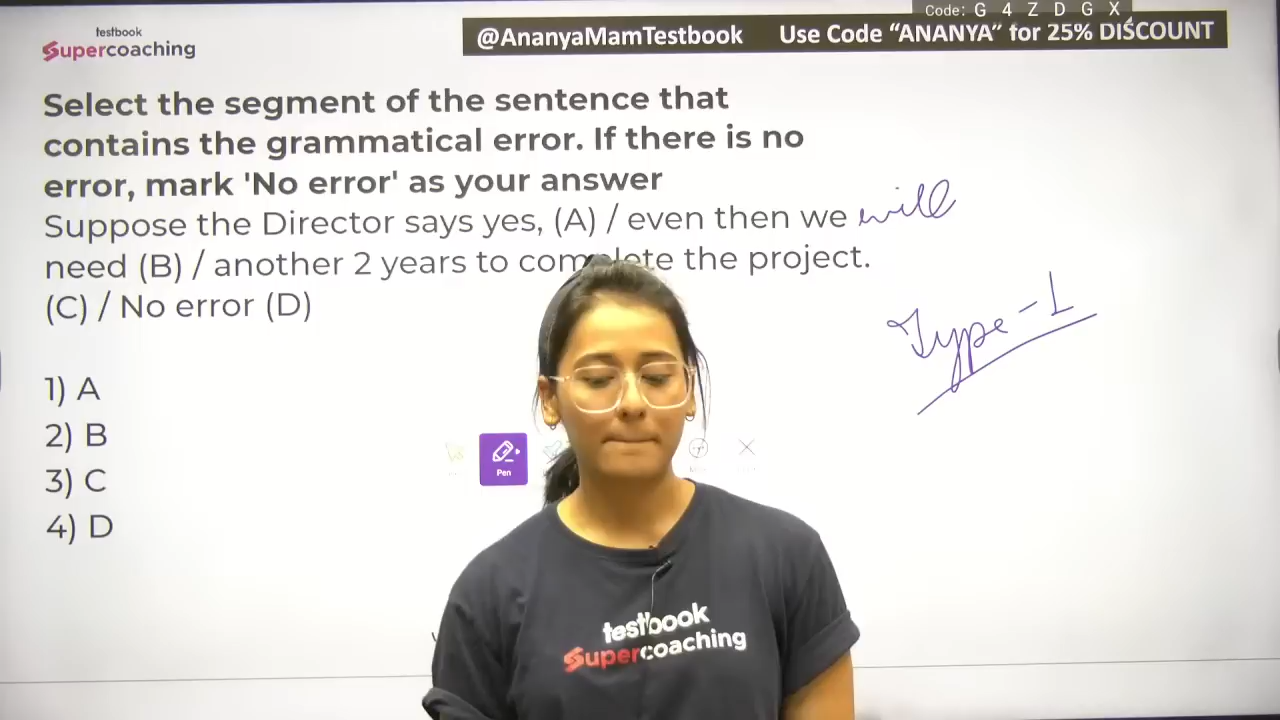 Code: G 4 Z D G X
testbook
Supercoaching
@AnanyaMamTestbook Use Code “ANANYA” for 25% DISCOUNT
Select the segment of the sentence that
contains the grammatical error. If there is no
error, mark 'No error' as your answer
Suppose the Director says yes, (A) / even then we will
need (B) / another 2 years to complete the project.
(C) / No error (D)
Type-1
1) A
2) B
3) C
4) D
Pen
testbook
Supercoaching